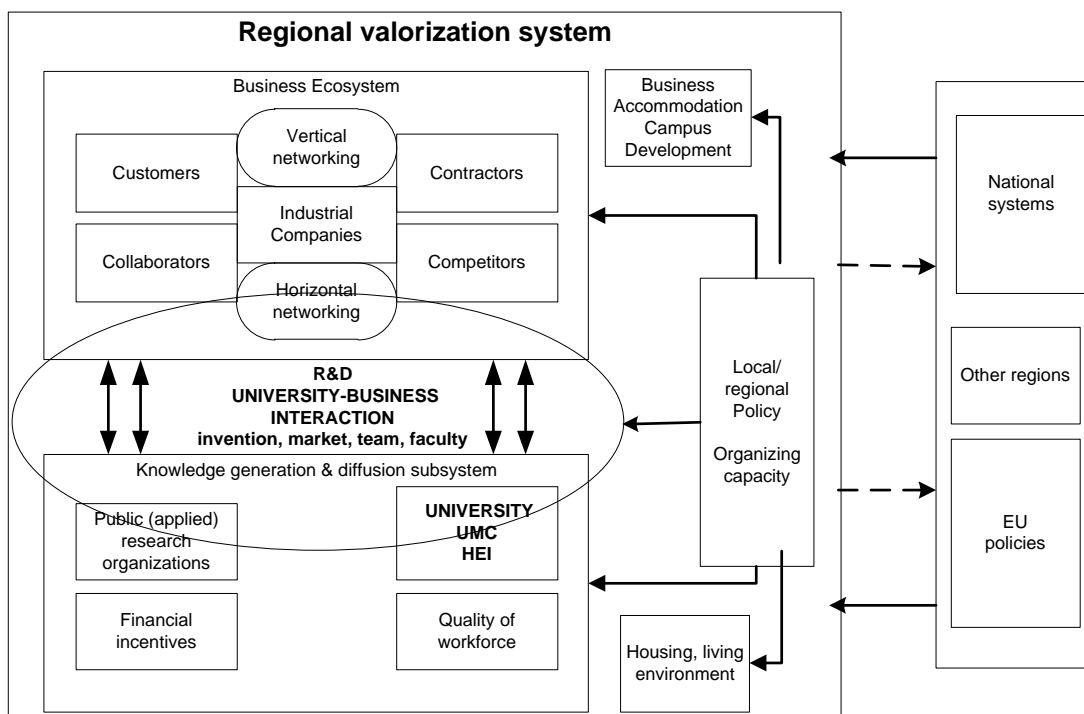 Regional valorization system
Business Ecosystem
Vertical
networking
Customers
Contractors
Industrial
Companies
Collaborators
Competitors
Horizontal
networking
R&D
UNIVERSITY-BUSINESS
INTERACTION
invention, market, team, faculty
Knowledge generation & diffusion subsystem
Public (applied)
research
organizations
UNIVERSITY
UMC
HEI
Financial
incentives
Quality of
workforce
Business
Accommodation
Campus
Development
Local/
regional
Policy
Organizing
capacity
Housing, living
environment
National
systems
Other regions
EU
policies